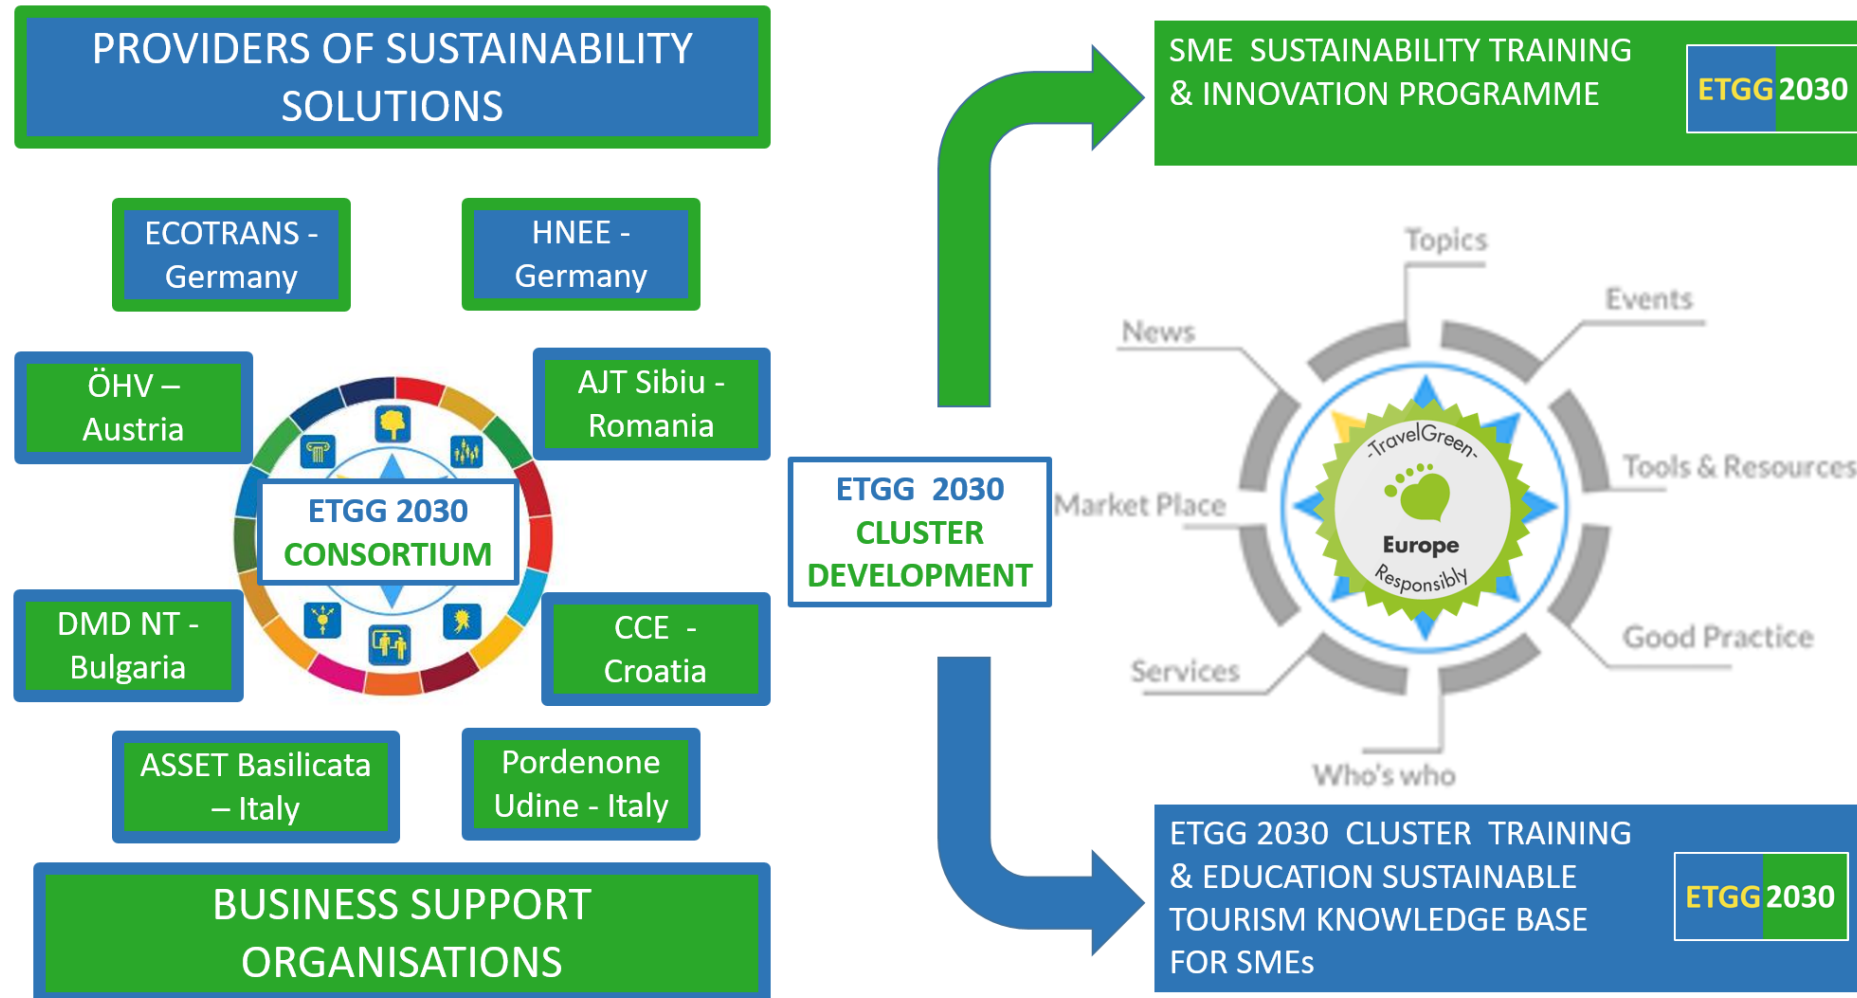 PROVIDERS OF SUSTAINABILITY
SOLUTIONS
ECOTRANS -
Germany
HNEE -
Germany
ÖHV –
Austria
AJT Sibiu -
Romania
ETGG 2030
CONSORTIUM
DMD NT -
Bulgaria
CCE -
Croatia
ASSET Basilicata
– Italy
Pordenone
Udine - Italy
BUSINESS SUPPORT
ORGANISATIONS
ETGG 2030
CLUSTER
DEVELOPMENT
SME SUSTAINABILITY TRAINING
& INNOVATION PROGRAMME
ETGG 2030
Topics
Events
News
Tools & Resources
Market Place
Good Practice
Services
Who's who
-TravelGreen-
Europe
Responsibly
ETGG 2030 CLUSTER TRAINING
& EDUCATION SUSTAINABLE
TOURISM KNOWLEDGE BASE
FOR SMEs
ETGG 2030